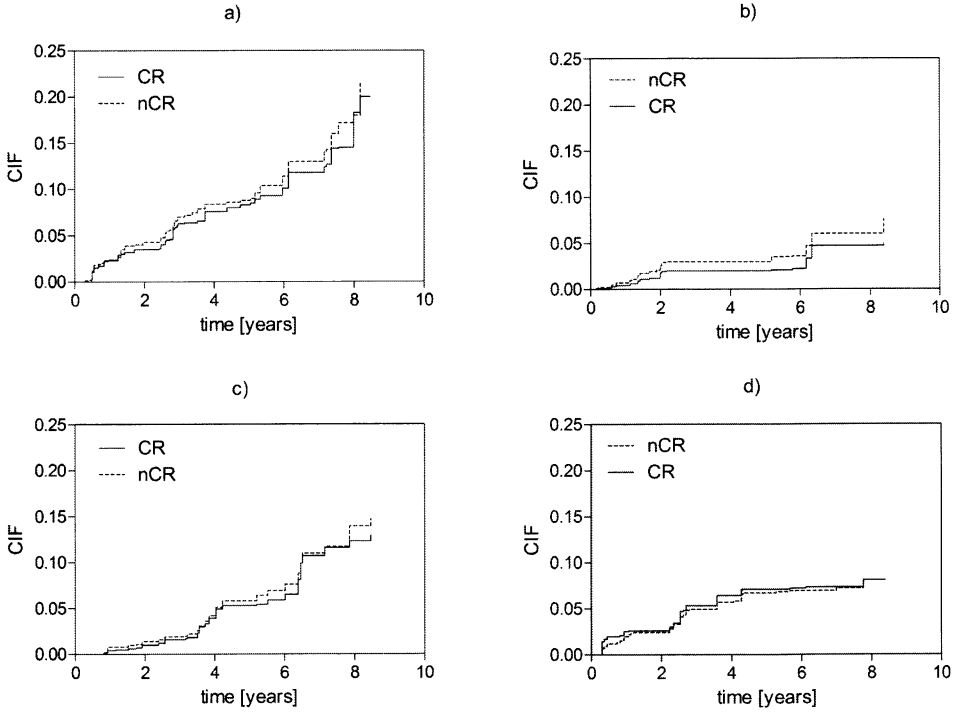 a)
CIF
0.25
0.20
0.15
0.10
0.05
0.00
CR
nCR
0 2 4 6 8 10
time [years]
b)
CIF
0.25
0.20
0.15
0.10
0.05
0.00
nCR
CR
0 2 4 6 8 10
time [years]
c)
CIF
0.25
0.20
0.15
0.10
0.05
0.00
CR
nCR
0 2 4 6 8 10
time [years]
d)
CIF
0.25
0.20
0.15
0.10
0.05
0.00
nCR
CR
0 2 4 6 8 10
time [years]